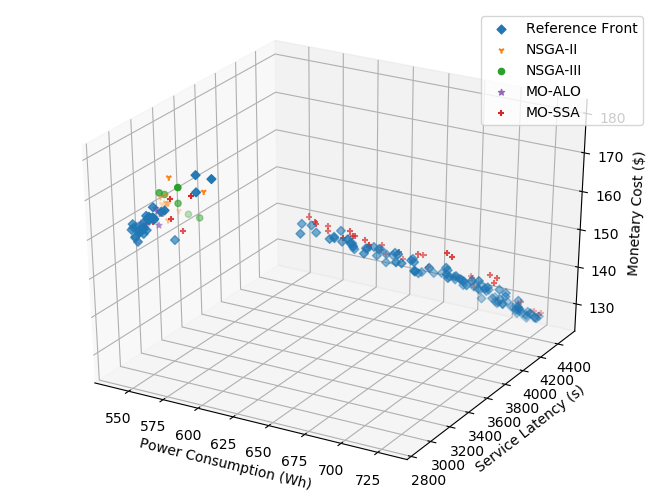 Reference Front
NSGA-II
NSGA-III
MO-ALO
MO-SSA
180
170
160
150
140
130
Monetary Cost ($)
4400
4200
4000
3800
3600
3400
3200
3000
2800
Service Latency (s)
550
575
600
625
650
675
700
725
Power Consumption (Wh)